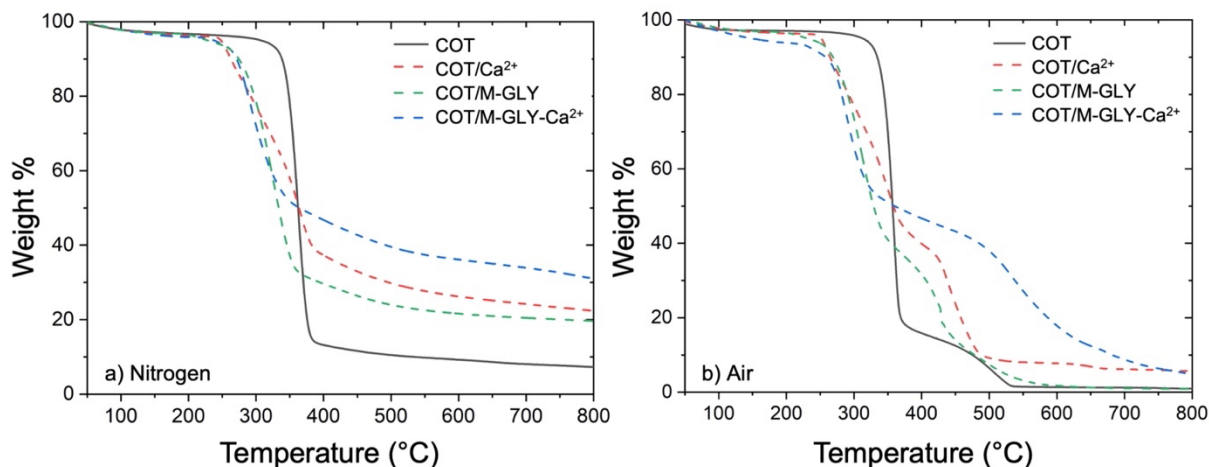 100
80
60
40
20
0
Weight %
COT
COT/Ca²⁺
COT/M-GLY
COT/M-GLY-Ca²⁺
a) Nitrogen
100 200 300 400 500 600 700 800
Temperature (°C)
100
80
60
40
20
0
Weight %
COT
COT/Ca²⁺
COT/M-GLY
COT/M-GLY-Ca²⁺
b) Air
100 200 300 400 500 600 700 800
Temperature (°C)